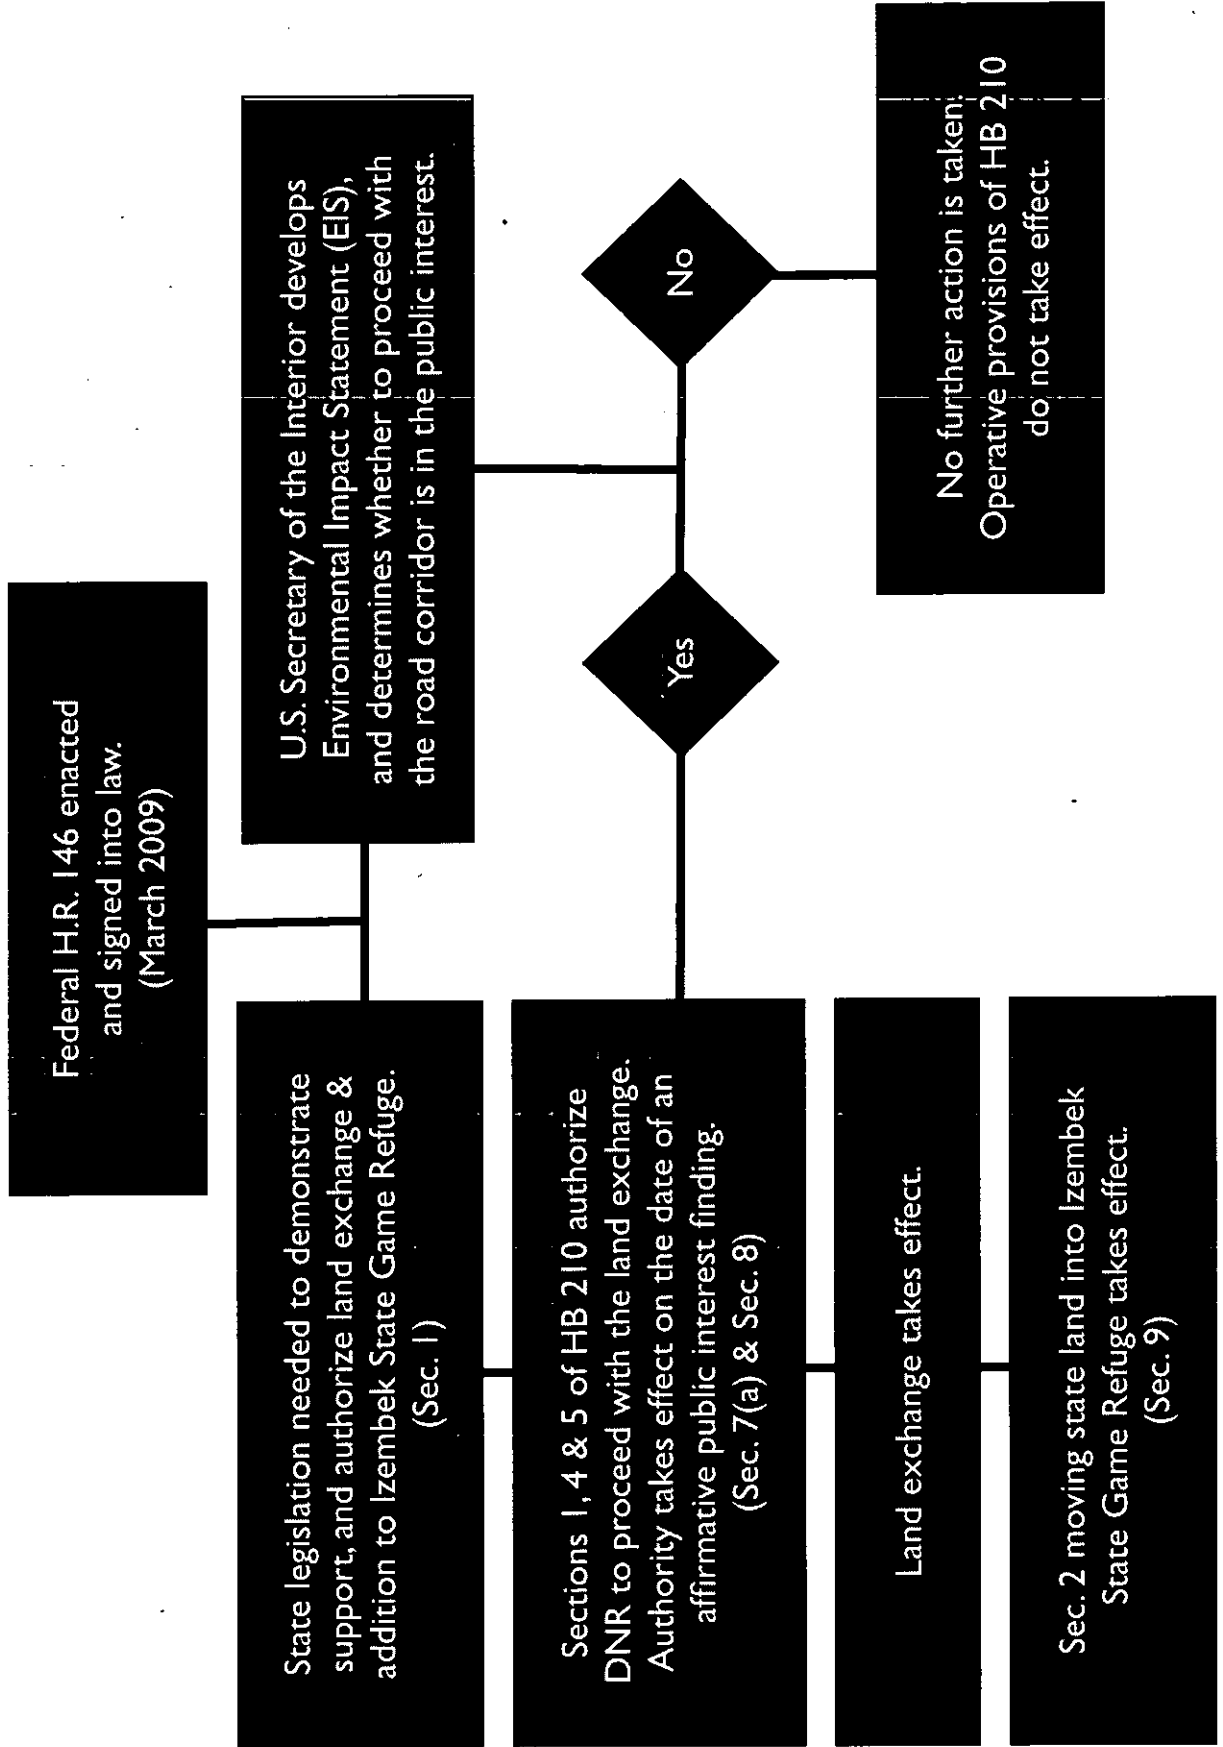 Federal H.R. 146 enacted
and signed into law.
(March 2009)
State legislation needed to demonstrate
support, and authorize land exchange &
addition to Izembek State Game Refuge.
(Sec. 1)
U.S. Secretary of the Interior develops
Environmental Impact Statement (EIS),
and determines whether to proceed with
the road corridor is in the public interest.
Yes
No
Sections 1, 4 & 5 of HB 210 authorize
DNR to proceed with the land exchange.
Authority takes effect on the date of an
affirmative public interest finding.
(Sec. 7(a) & Sec. 8)
No further action is taken.
Operative provisions of HB 210
do not take effect.
Land exchange takes effect.
Sec. 2 moving state land into Izembek
State Game Refuge takes effect.
(Sec. 9)